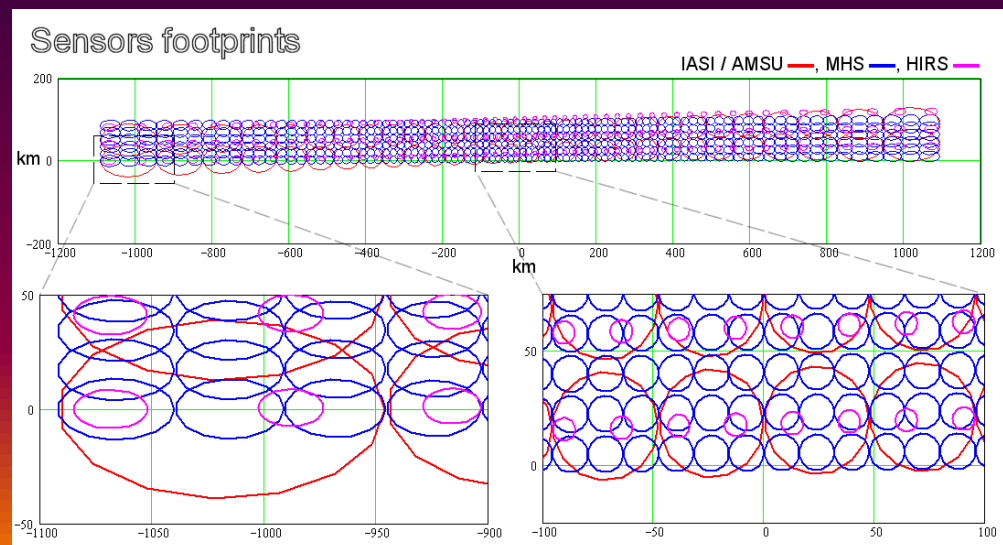 Sensors footprints
IASI / AMSU, MHS, HIRS
200
km 0
-200
-1200 -1000 -800 -600 -400 -200 0 200 400 600 800 1000 1200
km
50 50
0 0
-50
-1100 -1050 -1000 -950 -900 -100 -50 0 50 100